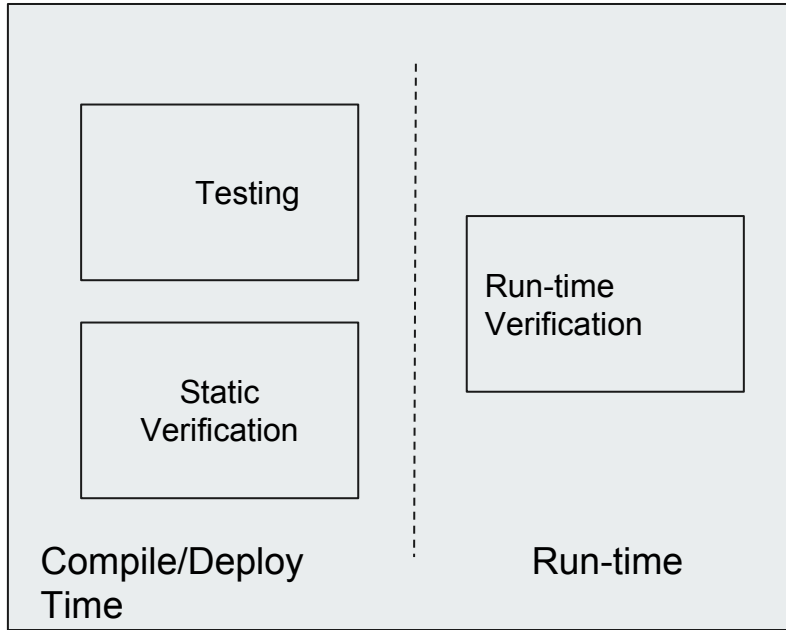 Testing
Static
Verification
Compile/Deploy
Time
Run-time
Verification
Run-time